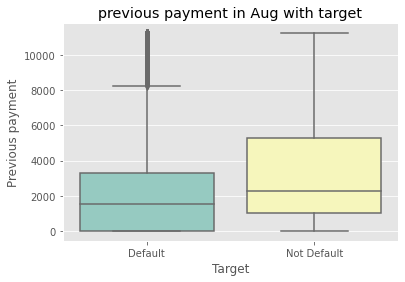 previous payment in Aug with target
10000
8000
6000
4000
2000
0
Previous payment
Default
Not Default
Target